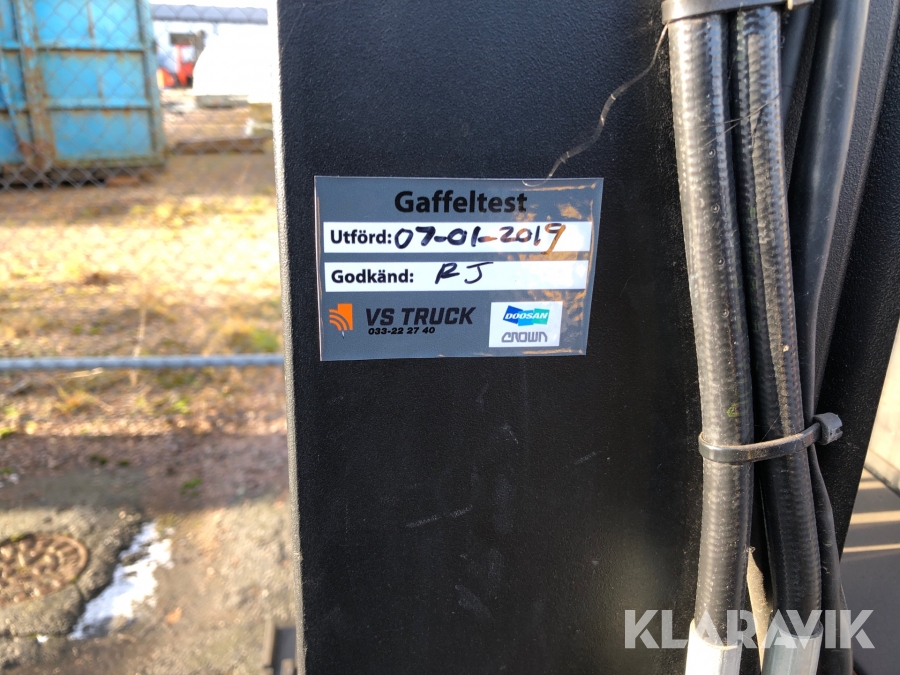 Gaffeltest
Utförd: 07-01-2019
Godkänd: RJ
VS TRUCK
033-22 27 40
DOOSAN
CROWN
KLARAVIK